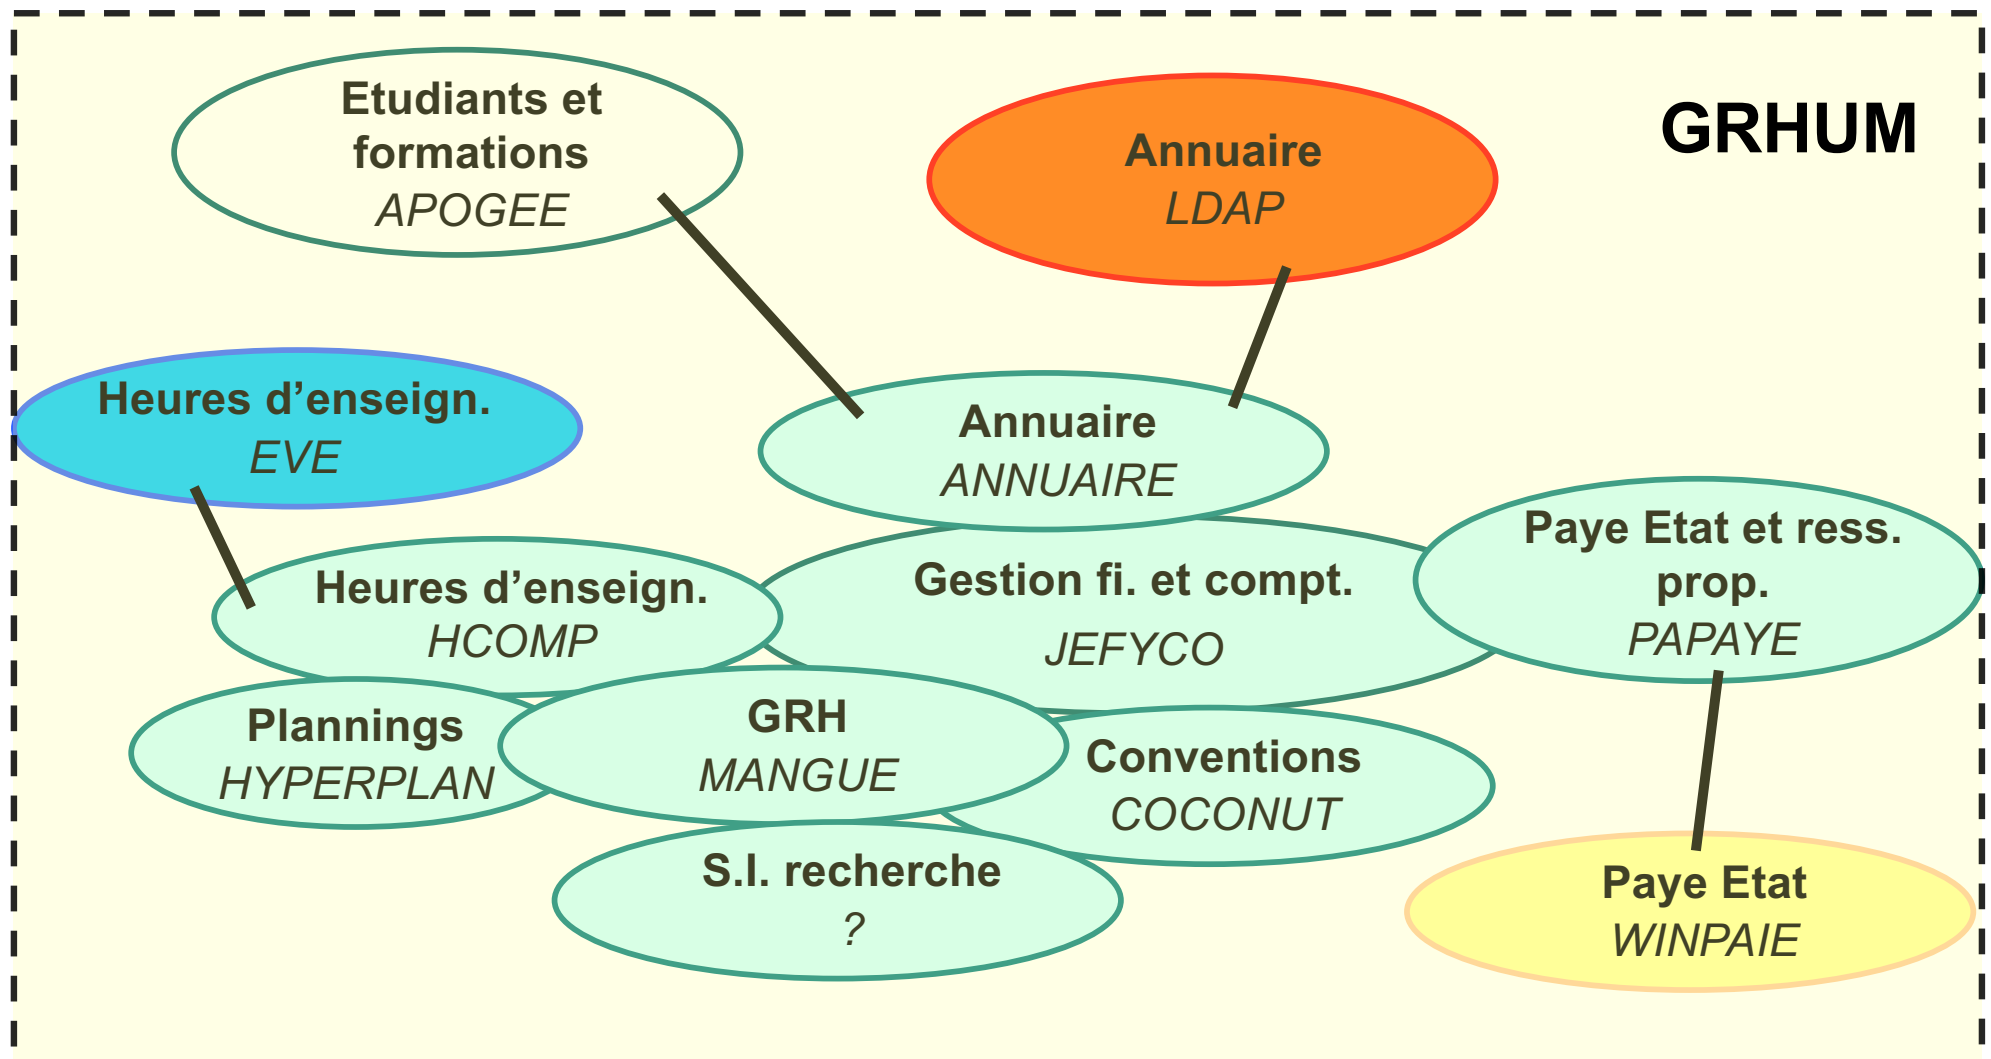 Etudiants et
formations
APOGEE
Annuaire
LDAP
GRHUM
Heures d’enseign.
EVE
Annuaire
ANNUAIRE
Heures d’enseign.
HCOMP
Gestion fi. et compt.
JEFYCO
Paye Etat et ress.
prop.
PAPAYE
Plannings
HYPERPLAN
GRH
MANGUE
Conventions
COCONUT
S.I. recherche
?
Paye Etat
WINPAIE